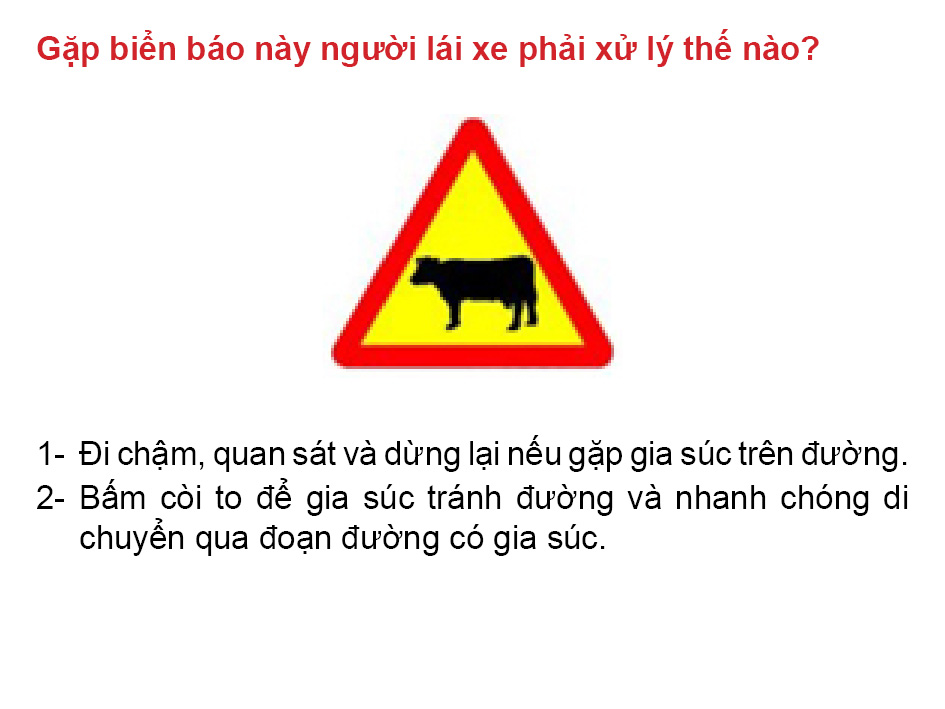 Gặp biển báo này người lái xe phải xử lý thế nào?
1- Đi chậm, quan sát và dừng lại nếu gặp gia súc trên đường.
2- Bấm còi to để gia súc tránh đường và nhanh chóng di
chuyển qua đoạn đường có gia súc.